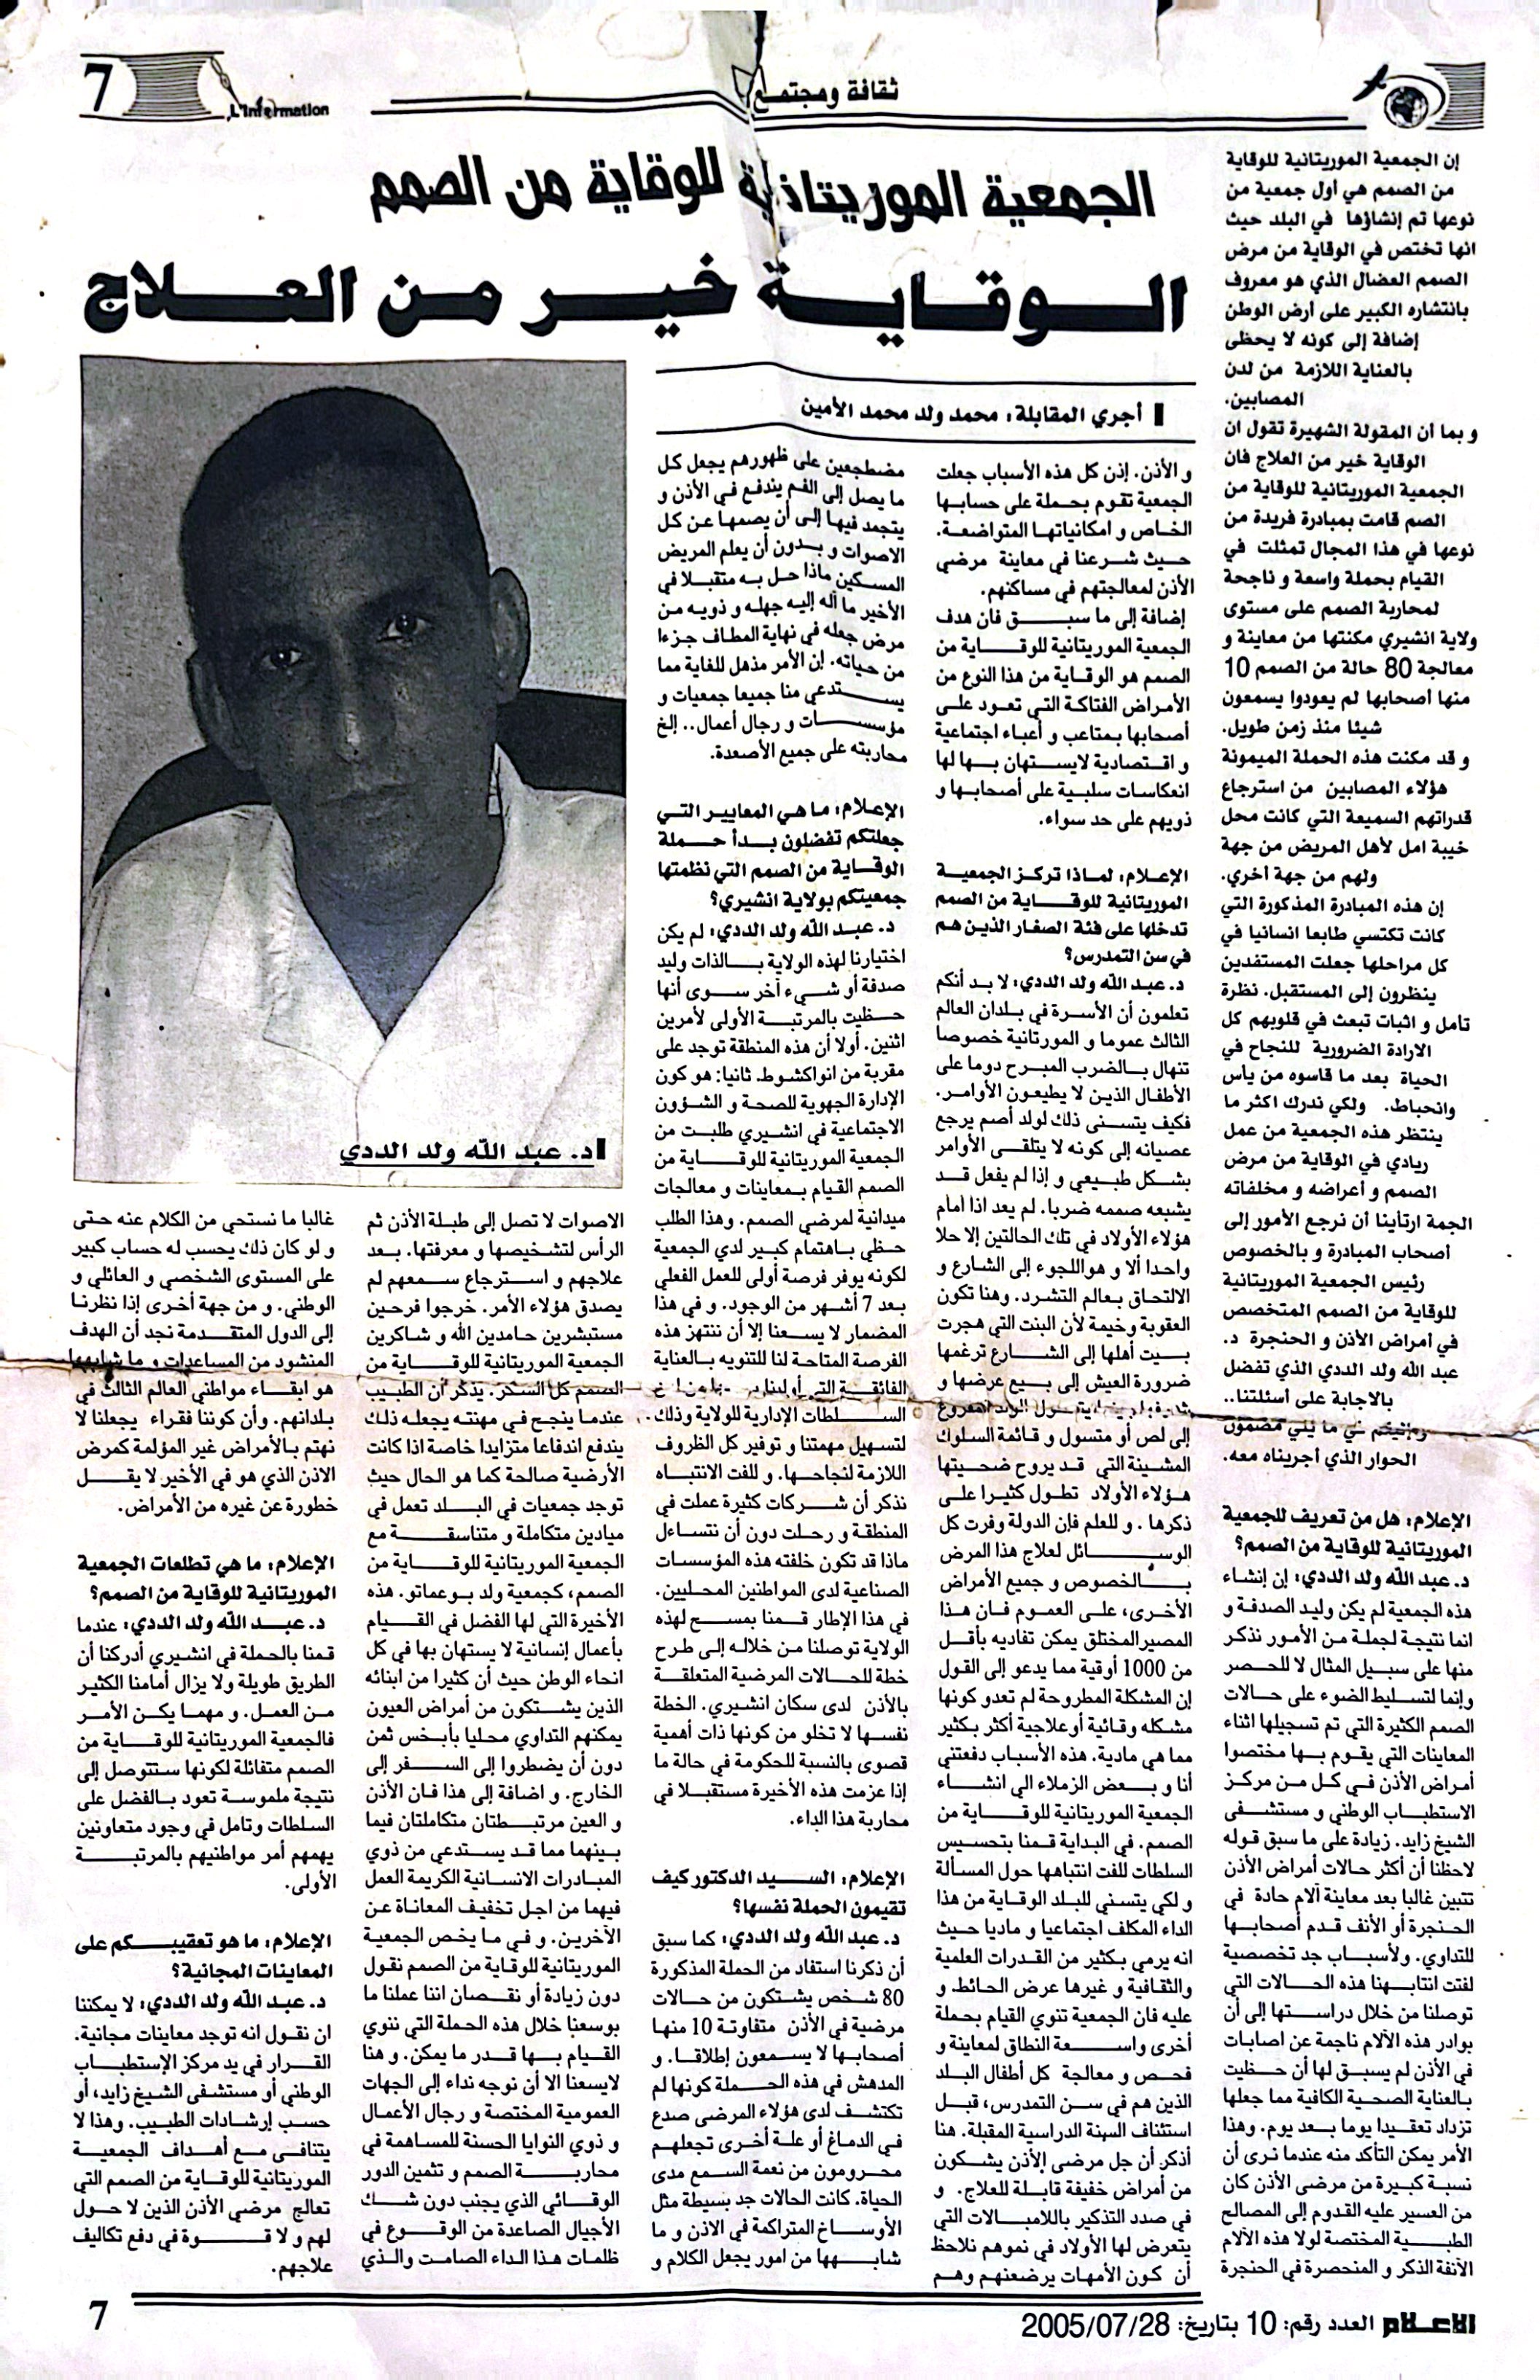 7
L'Information
ثقافة ومجتمع
الجمعية الموريتانية للوقاية من الصمم
الوقاية خير من العلاج
أجري المقابلة: محمد ولد محمد الأمين
د. عبد الله ولد الددي
إن الجمعية الموريتانية للوقاية
من الصمم هي أول جمعية من
نوعها تم إنشاؤها في البلد حيث
انها تختص في الوقاية من مرض
الصمم العضال الذي هو معروف
بانتشاره الكبير على أرض الوطن
إضافة إلى كونه لا يحظى
بالعناية اللازمة من لدن
المصابين.
و بما أن المقولة الشهيرة تقول ان
الوقاية خير من العلاج فان
الجمعية الموريتانية للوقاية من
الصم قامت بمبادرة فريدة من
نوعها في هذا المجال تمثلت في
القيام بحملة واسعة و ناجحة
لمحاربة الصمم على مستوى
ولاية انشيري مكنتها من معاينة و
معالجة 80 حالة من الصمم 10
منها أصحابها لم يعودوا يسمعون
شيئا منذ زمن طويل.
و قد مكنت هذه الحملة الميمونة
هؤلاء المصابين من استرجاع
قدراتهم السميعة التي كانت محل
خيبة امل لأهل المريض من جهة
ولهم من جهة أخري.
إن هذه المبادرة المذكورة التي
كانت تكتسي طابعا انسانيا في
كل مراحلها جعلت المستفدين
ينظرون إلى المستقبل. نظرة
تأمل و اثبات تبعث في قلوبهم كل
الارادة الضرورية للنجاح في
الحياة بعد ما قاسوه من يأس
وانحباط. ولكي ندرك اكثر ما
ينتظر هذه الجمعية من عمل
ريادي في الوقاية من مرض
الصمم و أعراضه و مخلفاته
الجمة ارتأينا أن نرجع الأمور إلى
أصحاب المبادرة و بالخصوص
رئيس الجمعية الموريتانية
للوقاية من الصمم المتخصص
في أمراض الأذن و الحنجرة د.
عبد الله ولد الددي الذي تفضل
بالاجابة على أسئلتنا..
ما يلي مضمون
الحوار الذي أجريناه معه.
الإعلام: هل من تعريف للجمعية
الموريتانية للوقاية من الصمم؟
د. عبد الله ولد الددي: إن إنشاء
هذه الجمعية لم يكن وليد الصدفة و
انما نتيجة لجملة من الأمور نذكر
منها على سبيل المثال لا للحصر
وإنما لتسليط الضوء على حالات
الصمم الكثيرة التي تم تسجيلها اثناء
المعاينات التي يقوم بها مختصوا
أمراض الأذن في كل من مركز
الاستطباب الوطني و مستشفى
الشيخ زايد. زيادة على ما سبق قوله
لاحظنا أن أكثر حالات أمراض الأذن
تتبين غالبا بعد معاينة آلام حادة في
الحنجرة أو الأنف قدم أصحابها
للتداوي. ولأسباب جد تخصصية
لفتت انتابهنا هذه الحالات التي
توصلنا من خلال دراستها إلى أن
بوادر هذه الآلام ناجمة عن اصابات
في الأذن لم يسبق لها أن حظيت
بالعناية الصحية الكافية مما جعلها
تزداد تعقيدا يوما بعد يوم. وهذا
الأمر يمكن التأكد منه عندما نرى أن
نسبة كبيرة من مرضى الأذن كان
من العسير عليه القدوم إلى المصالح
الطبية المختصة لولا هذه الآلام
الآنفة الذكر و المنحصرة في الحنجرة
و الأذن. إذن كل هذه الأسباب جعلت
الجمعية تقوم بحملة على حسابها
الخاص و امكانياتها المتواضعة.
حيث شرعنا في معاينة مرضي
الأذن لمعالجتهم في مساكنهم.
إضافة إلى ما سبق فان هدف
الجمعية الموريتانية للوقاية من
الصمم هو الوقاية من هذا النوع من
الأمراض الفتاكة التي تعود على
أصحابها بمتاعب و أعباء اجتماعية
و اقتصادية لايستهان بها لها
انعكاسات سلبية على أصحابها و
ذويهم على حد سواء.
الإعلام: لماذا تركز الجمعية
الموريتانية للوقاية من الصمم
تدخلها على فئة الصغار الذين هم
في سن التمدرس؟
د. عبد الله ولد الددي: لا بد أنكم
تعلمون أن الأسرة في بلدان العالم
الثالث عموما و المورتانية خصوصا
تنهال بالضرب المبرح دوما على
الأطفال الذين لا يطيعون الأوامر.
فكيف يتسنى ذلك لولد أصم يرجع
عصيانه إلى كونه لا يتلقى الأوامر
بشكل طبيعي و إذا لم يفعل قد
يشبعه صممه ضربا. لم يعد اذا أمام
هؤلاء الأولاد في تلك الحالتين إلا حلا
واحدا ألا و هواللجوء إلى الشارع و
الالتحاق بعالم التشرد. وهنا تكون
العقوبة وخيمة لأن البنت التي هجرت
بيت أهلها إلى الشارع ترغمها
ضرورة العيش إلى بيع عرضها و
إلى لص أو متسول و قائمة السلوك
المشينة التي قد يروح ضحيتها
هؤلاء الأولاد تطول كثيرا على
ذكرها. و للعلم فإن الدولة وفرت كل
الوسائل لعلاج هذا المرض
بالخصوص و جميع الأمراض
الأخرى، على العموم فان هذا
المصير المختلق يمكن تفاديه بأقل
من 1000 أوقية مما يدعو إلى القول
إن المشكلة المطروحة لم تعدو كونها
مشكله وقائية أو علاجية أكثر بكثير
مما هي مادية. هذه الأسباب دفعتني
أنا و بعض الزملاء الي انشاء
الجمعية الموريتانية للوقاية من
الصمم. في البداية قمنا بتحسيس
السلطات للفت انتباهها حول المسألة
و لكي يتسني للبلد الوقاية من هذا
الداء المكلف اجتماعيا و ماديا حيث
انه يرمي بكثير من القدرات العلمية
والثقافية و غيرها عرض الحائط. و
عليه فان الجمعية تنوي القيام بحملة
أخرى واسعة النطاق لمعاينة و
فحص و معالجة كل أطفال البلد
الذين هم في سن التمدرس، قبل
استئناف السنة الدراسية المقبلة. هنا
أذكر أن جل مرضى الأذن يشكون
من أمراض خفيفة قابلة للعلاج. و
في صدد التذكير باللامبالات التي
يتعرض لها الأولاد في نموهم نلاحظ
أن كون الأمهات يرضعنهم وهم
مضطجعين على ظهورهم يجعل كل
ما يصل إلى الفم يندفع في الأذن و
يتجمد فيها إلى أن يصمها عن كل
الاصوات و بدون أن يعلم المريض
المسكين ماذا حل به متقبلا في
الأخير ما آله إليه جهله و ذويه من
مرض جعله في نهاية المطاف جزءا
من حياته. إن الأمر مذهل للغاية مما
يستدعي منا جميعا جمعيات و
مؤسسات و رجال أعمال.. إلخ
محاربته على جميع الأصعدة.
الإعلام: ما هي المعايير التي
جعلتكم تفضلون بدأ حملة
الوقاية من الصمم التي نظمتها
جمعيتكم بولاية انشيري؟
د. عبد الله ولد الددي: لم يكن
اختيارنا لهذه الولاية بالذات وليد
صدفة أو شيء آخر سوى أنها
حظيت بالمرتبة الأولى لأمرين
اثنين. أولا أن هذه المنطقة توجد على
مقربة من انواكشوط. ثانيا: هو كون
الإدارة الجهوية للصحة و الشؤون
الاجتماعية في انشيري طلبت من
الجمعية الموريتانية للوقاية من
الصمم القيام بمعاينات و معالجات
ميدانية لمرضي الصمم. وهذا الطلب
حظي باهتمام كبير لدي الجمعية
لكونه يوفر فرصة أولى للعمل الفعلي
بعد 7 أشهر من الوجود. و في هذا
المضمار لا يسعنا إلا أن ننتهز هذه
الفرصة المتاحة لنا للتنويه بالعناية
الفائقة التي
السلطات الإدارية للولاية وذلك
لتسهيل مهمتنا و توفير كل الظروف
اللازمة لنجاحها. و للفت الانتباه
نذكر أن شركات كثيرة عملت في
المنطقة و رحلت دون أن نتساءل
ماذا قد تكون خلفته هذه المؤسسات
الصناعية لدى المواطنين المحليين.
في هذا الإطار قمنا بمسح لهذه
الولاية توصلنا من خلاله إلى طرح
خطة للحالات المرضية المتعلقة
بالأذن لدى سكان انشيري. الخطة
نفسها لا تخلو من كونها ذات أهمية
قصوى بالنسبة للحكومة في حالة ما
إذا عزمت هذه الأخيرة مستقبلا في
محاربة هذا الداء.
الإعلام: السيد الدكتور كيف
تقيمون الحملة نفسها؟
د. عبد الله ولد الددي: كما سبق
أن ذكرنا استفاد من الحملة المذكورة
80 شخص يشتكون من حالات
مرضية في الأذن متفاوتة 10 منها
أصحابها لا يسمعون إطلاقا. و
المدهش في هذه الحملة كونها لم
تكتشف لدى هؤلاء المرضى صدع
في الدماغ أو علة أخرى تجعلهم
محرومون من نعمة السمع مدى
الحياة. كانت الحالات جد بسيطة مثل
الأوساخ المتراكمة في الاذن و ما
شابهها من امور يجعل الكلام و
الاصوات لا تصل إلى طبلة الأذن ثم
الرأس لتشخيصها و معرفتها. بعد
علاجهم و استرجاع سمعهم لم
يصدق هؤلاء الأمر. خرجوا فرحين
مستبشرين حامدين الله و شاكرين
الجمعية الموريتانية للوقاية من
الصمم كل الشكر. يذكر أن الطبيب
عندما ينجح في مهنته يجعله ذلك
يندفع اندفاعا متزايدا خاصة اذا كانت
الأرضية صالحة كما هو الحال حيث
توجد جمعيات في البلد تعمل في
ميادين متكاملة و متناسقة مع
الجمعية الموريتانية للوقاية من
الصمم، كجمعية ولد بوعماتو. هذه
الأخيرة التي لها الفضل في القيام
بأعمال إنسانية لا يستهان بها في كل
انحاء الوطن حيث أن كثيرا من ابنائه
الذين يشتكون من أمراض العيون
يمكنهم التداوي محليا بأبخس ثمن
دون أن يضطروا إلى السفر إلى
الخارج. و اضافة إلى هذا فان الأذن
و العين مرتبطتان متكاملتان فيما
بينهما مما قد يستدعي من ذوي
المبادرات الانسانية الكريمة العمل
فيهما من اجل تخفيف المعاناة عن
الآخرين. و في ما يخص الجمعية
الموريتانية للوقاية من الصمم نقول
دون زيادة أو نقصان اننا عملنا ما
بوسعنا خلال هذه الحملة التي ننوي
القيام بها قدر ما يمكن. و هنا
لايسعنا الا أن نوجه نداء إلى الجهات
العمومية المختصة و رجال الأعمال
و ذوي النوايا الحسنة للمساهمة في
محاربة الصمم و تثمين الدور
الوقائي الذي يجنب دون شك
الأجيال الصاعدة من الوقوع في
ظلمات هذا الداء الصامت والذي
غالبا ما نستحي من الكلام عنه حتى
و لو كان ذلك يحسب له حساب كبير
على المستوى الشخصي و العائلي و
الوطني. و من جهة أخرى إذا نظرنا
إلى الدول المتقدمة نجد أن الهدف
المنشود من المساعدات و ما شابهها
هو ابقاء مواطني العالم الثالث في
بلدانهم. وأن كوننا فقراء يجعلنا لا
نهتم بالأمراض غير المؤلمة كمرض
الاذن الذي هو في الأخير لا يقل
خطورة عن غيره من الأمراض.
الإعلام: ما هي تطلعات الجمعية
الموريتانية للوقاية من الصمم؟
د. عبد الله ولد الددي: عندما
قمنا بالحملة في انشيري أدركنا أن
الطريق طويلة ولا يزال أمامنا الكثير
من العمل. و مهما يكن الأمر
فالجمعية الموريتانية للوقاية من
الصمم متفائلة لكونها ستتوصل إلى
نتيجة ملموسة تعود بالفضل على
السلطات وتأمل في وجود متعاونين
يهمهم أمر مواطنيهم بالمرتبة
الأولى.
الإعلام: ما هو تعقيبكم على
المعاينات المجانية؟
د. عبد الله ولد الددي: لا يمكننا
ان نقول انه توجد معاينات مجانية.
القرار في يد مركز الإستطباب
الوطني أو مستشفى الشيخ زايد، أو
حسب إرشادات الطبيب. وهذا لا
يتنافى مع أهداف الجمعية
الموريتانية للوقاية من الصمم التي
تعالج مرضي الأذن الذين لا حول
لهم و لا قوة في دفع تكاليف
علاجهم.
الإعلام العدد رقم: 10 بتاريخ: 2005/07/28
7